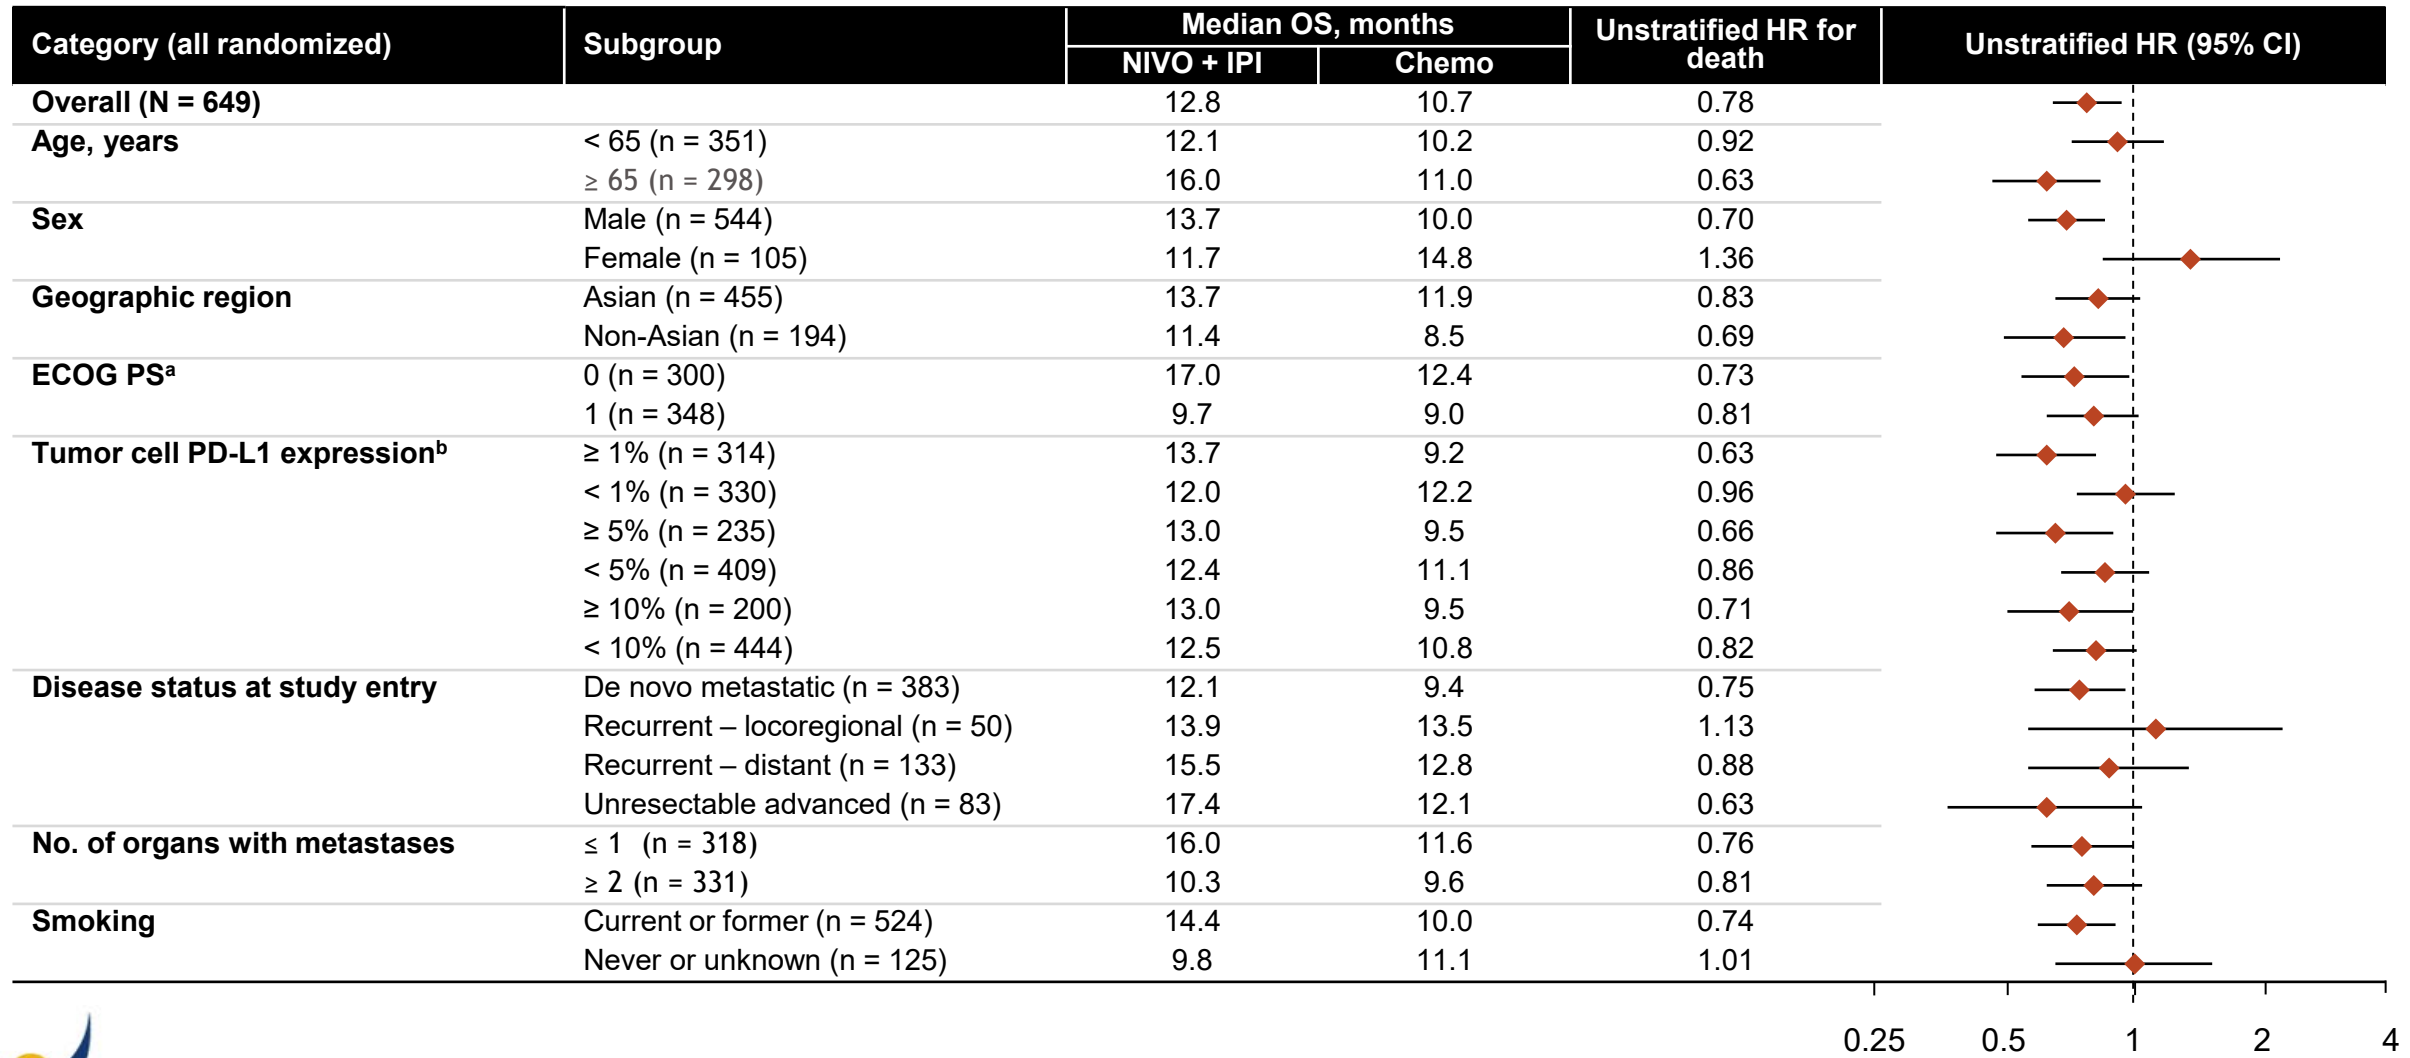 Category (all randomized) Subgroup Median OS, months Unstratified HR for death Unstratified HR (95% CI)
NIVO + IPI Chemo
Overall (N = 649) 12.8 10.7 0.78
Age, years < 65 (n = 351) 12.1 10.2 0.92
≥ 65 (n = 298) 16.0 11.0 0.63
Sex Male (n = 544) 13.7 10.0 0.70
Female (n = 105) 11.7 14.8 1.36
Geographic region Asian (n = 455) 13.7 11.9 0.83
Non-Asian (n = 194) 11.4 8.5 0.69
ECOG PSᵃ 0 (n = 300) 17.0 12.4 0.73
1 (n = 348) 9.7 9.0 0.81
Tumor cell PD-L1 expressionᵇ ≥ 1% (n = 314) 13.7 9.2 0.63
< 1% (n = 330) 12.0 12.2 0.96
≥ 5% (n = 235) 13.0 9.5 0.66
< 5% (n = 409) 12.4 11.1 0.86
≥ 10% (n = 200) 13.0 9.5 0.71
< 10% (n = 444) 12.5 10.8 0.82
Disease status at study entry De novo metastatic (n = 383) 12.1 9.4 0.75
Recurrent – locoregional (n = 50) 13.9 13.5 1.13
Recurrent – distant (n = 133) 15.5 12.8 0.88
Unresectable advanced (n = 83) 17.4 12.1 0.63
No. of organs with metastases ≤ 1 (n = 318) 16.0 11.6 0.76
≥ 2 (n = 331) 10.3 9.6 0.81
Smoking Current or former (n = 524) 14.4 10.0 0.74
Never or unknown (n = 125) 9.8 11.1 1.01
0.25 0.5 1 2 4